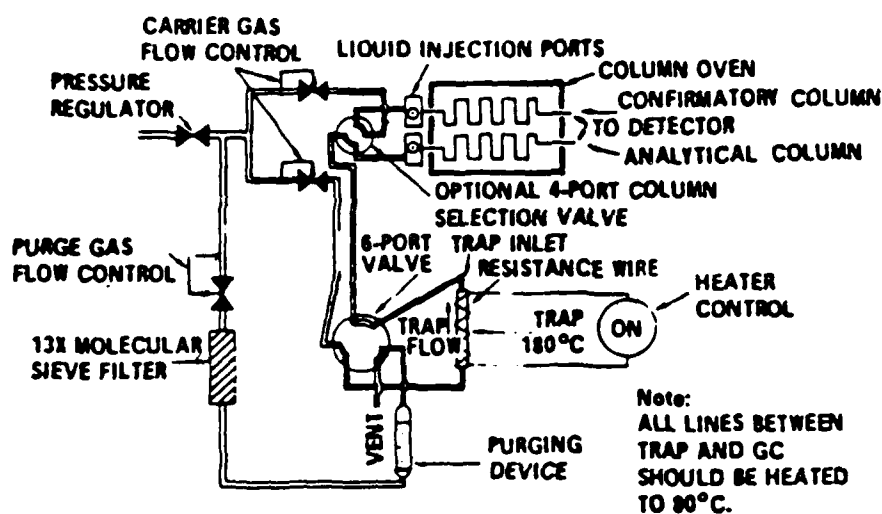 CARRIER GAS
FLOW CONTROL
LIQUID INJECTION PORTS
PRESSURE
REGULATOR
COLUMN OVEN
CONFIRMATORY COLUMN
TO DETECTOR
ANALYTICAL COLUMN
OPTIONAL 4-PORT COLUMN
SELECTION VALVE
PURGE GAS
FLOW CONTROL
6-PORT
VALVE
TRAP INLET
RESISTANCE WIRE
HEATER
CONTROL
TRAP
FLOW
TRAP
180°C
ON
13X MOLECULAR
SIEVE FILTER
VENT
PURGING
DEVICE
Note:
ALL LINES BETWEEN
TRAP AND GC
SHOULD BE HEATED
TO 80°C.